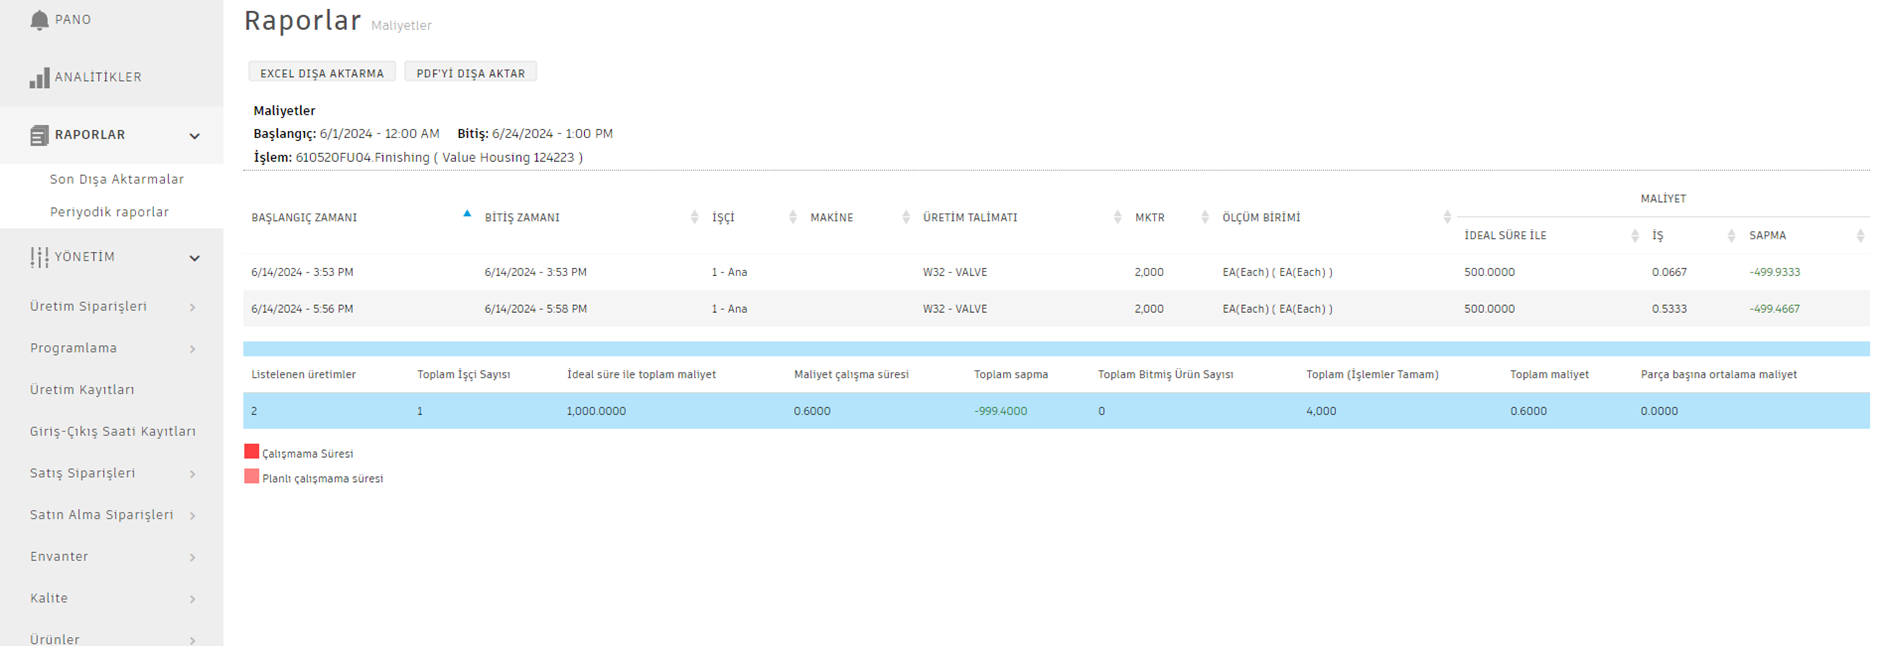 PANO
ANALİTİKLER
RAPORLAR
Son Dışa Aktarmalar
Periyodik raporlar
YÖNETİM
Üretim Siparişleri
Programlama
Üretim Kayıtları
Giriş-Çıkış Saati Kayıtları
Satış Siparişleri
Satın Alma Siparişleri
Envanter
Kalite
Ürünler
Raporlar Maliyetler
EXCEL DIŞA AKTARMA PDF'Yİ DIŞA AKTAR
Maliyetler
Başlangıç: 6/1/2024 - 12:00 AM Bitiş: 6/24/2024 - 1:00 PM
İşlem: 610520FU04.Finishing ( Value Housing 124223 )
MALİYET
BAŞLANGIÇ ZAMANI BİTİŞ ZAMANI İŞÇİ MAKİNE ÜRETİM TALİMATI MKTR ÖLÇÜM BİRİMİ
İDEAL SÜRE İLE İŞ SAPMA
6/14/2024 - 3:53 PM 6/14/2024 - 3:53 PM 1 - Ana W32 - VALVE 2,000 EA(Each) ( EA(Each) ) 500.0000 0.0667 -499.9333
6/14/2024 - 5:56 PM 6/14/2024 - 5:58 PM 1 - Ana W32 - VALVE 2,000 EA(Each) ( EA(Each) ) 500.0000 0.5333 -499.4667
Listelenen üretimler Toplam İşçi Sayısı İdeal süre ile toplam maliyet Maliyet çalışma süresi Toplam sapma Toplam Bitmiş Ürün Sayısı Toplam (İşlemler Tamam) Toplam maliyet Parça başına ortalama maliyet
2 1 1,000.0000 0.6000 -999.4000 0 4,000 0.6000 0.0000
Çalışmama Süresi
Planlı çalışmama süresi